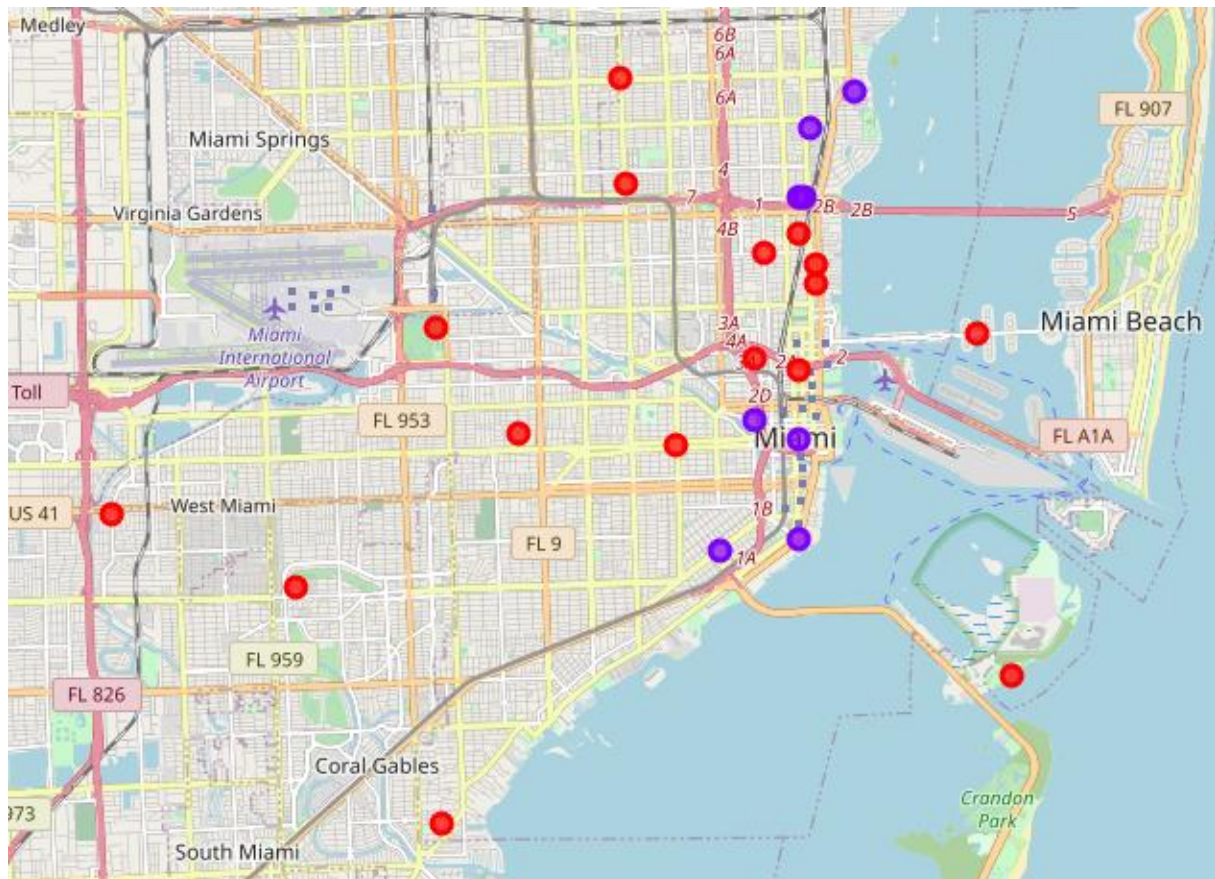 Medley
6B
6A
6A
FL 907
Miami Springs
4
7
1
2B
2B
5
Virginia Gardens
4B
Miami
International
Airport
3A
4A
2A
2
Miami Beach
Toll
2D
FL 953
Miami
FL A1A
US 41
West Miami
1B
FL 9
1A
FL 959
FL 826
Coral Gables
Crandon
Park
973
South Miami